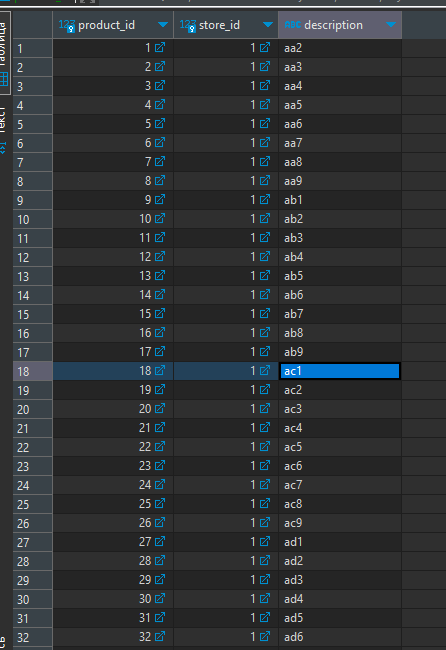 product_id store_id description
1 1 1 aa2
2 2 1 aa3
3 3 1 aa4
4 4 1 aa5
5 5 1 aa6
6 6 1 aa7
7 7 1 aa8
8 8 1 aa9
9 9 1 ab1
10 10 1 ab2
11 11 1 ab3
12 12 1 ab4
13 13 1 ab5
14 14 1 ab6
15 15 1 ab7
16 16 1 ab8
17 17 1 ab9
18 18 1 ac1
19 19 1 ac2
20 20 1 ac3
21 21 1 ac4
22 22 1 ac5
23 23 1 ac6
24 24 1 ac7
25 25 1 ac8
26 26 1 ac9
27 27 1 ad1
28 28 1 ad2
29 29 1 ad3
30 30 1 ad4
31 31 1 ad5
32 32 1 ad6